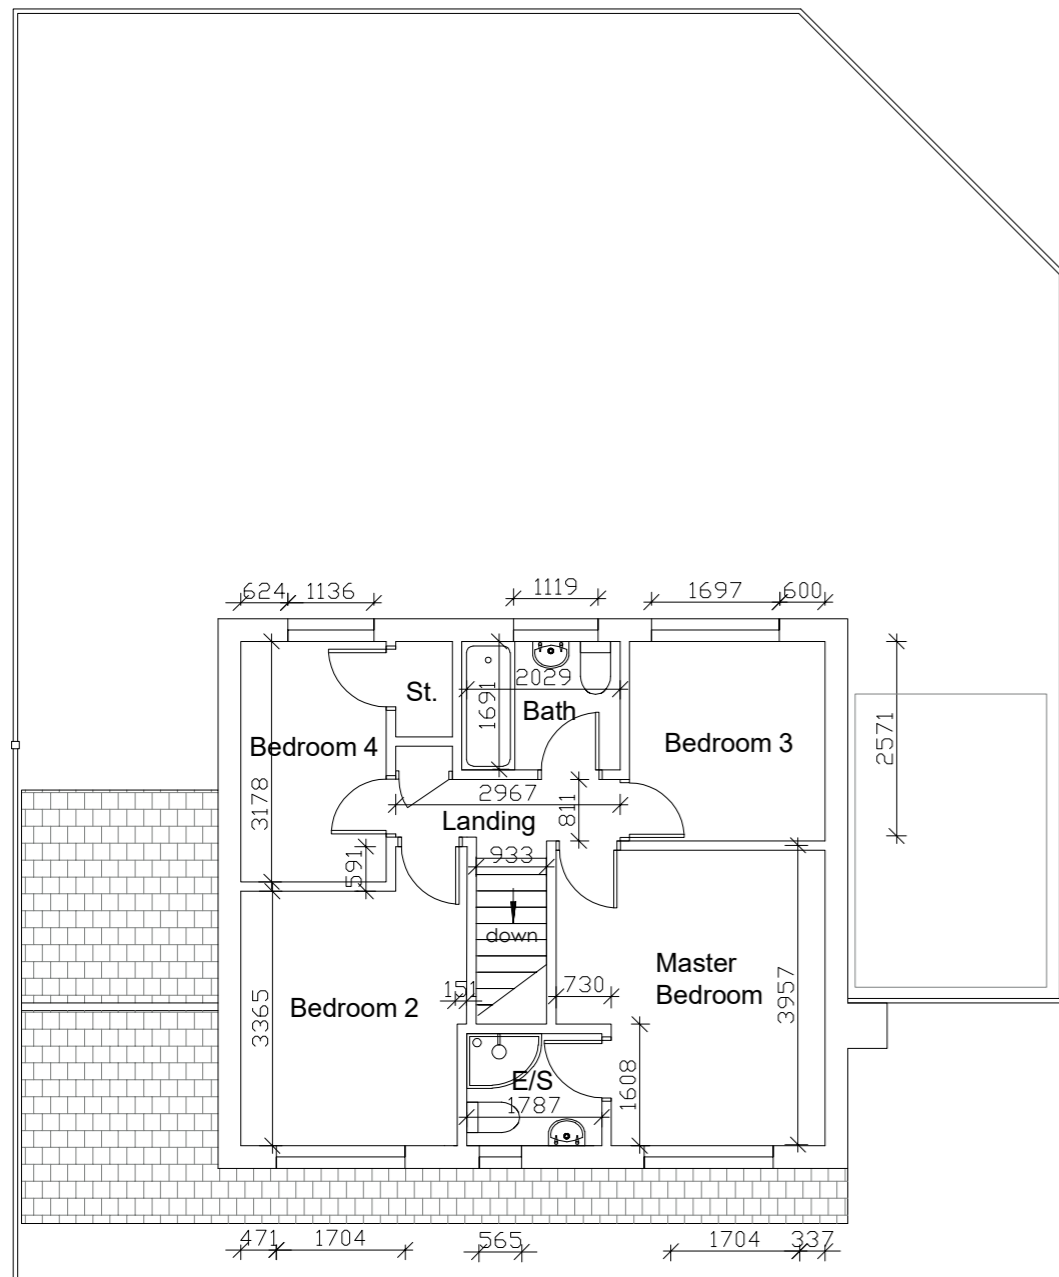 624 1136 1119 1697 600
2029
1691
St.
Bath
Bedroom 4
Bedroom 3
2571
3178
2967
811
Landing
591
933
down
Master
Bedroom
151
730
Bedroom 2
3365
3957
E/S
1608
1787
471 1704 565 1704 337